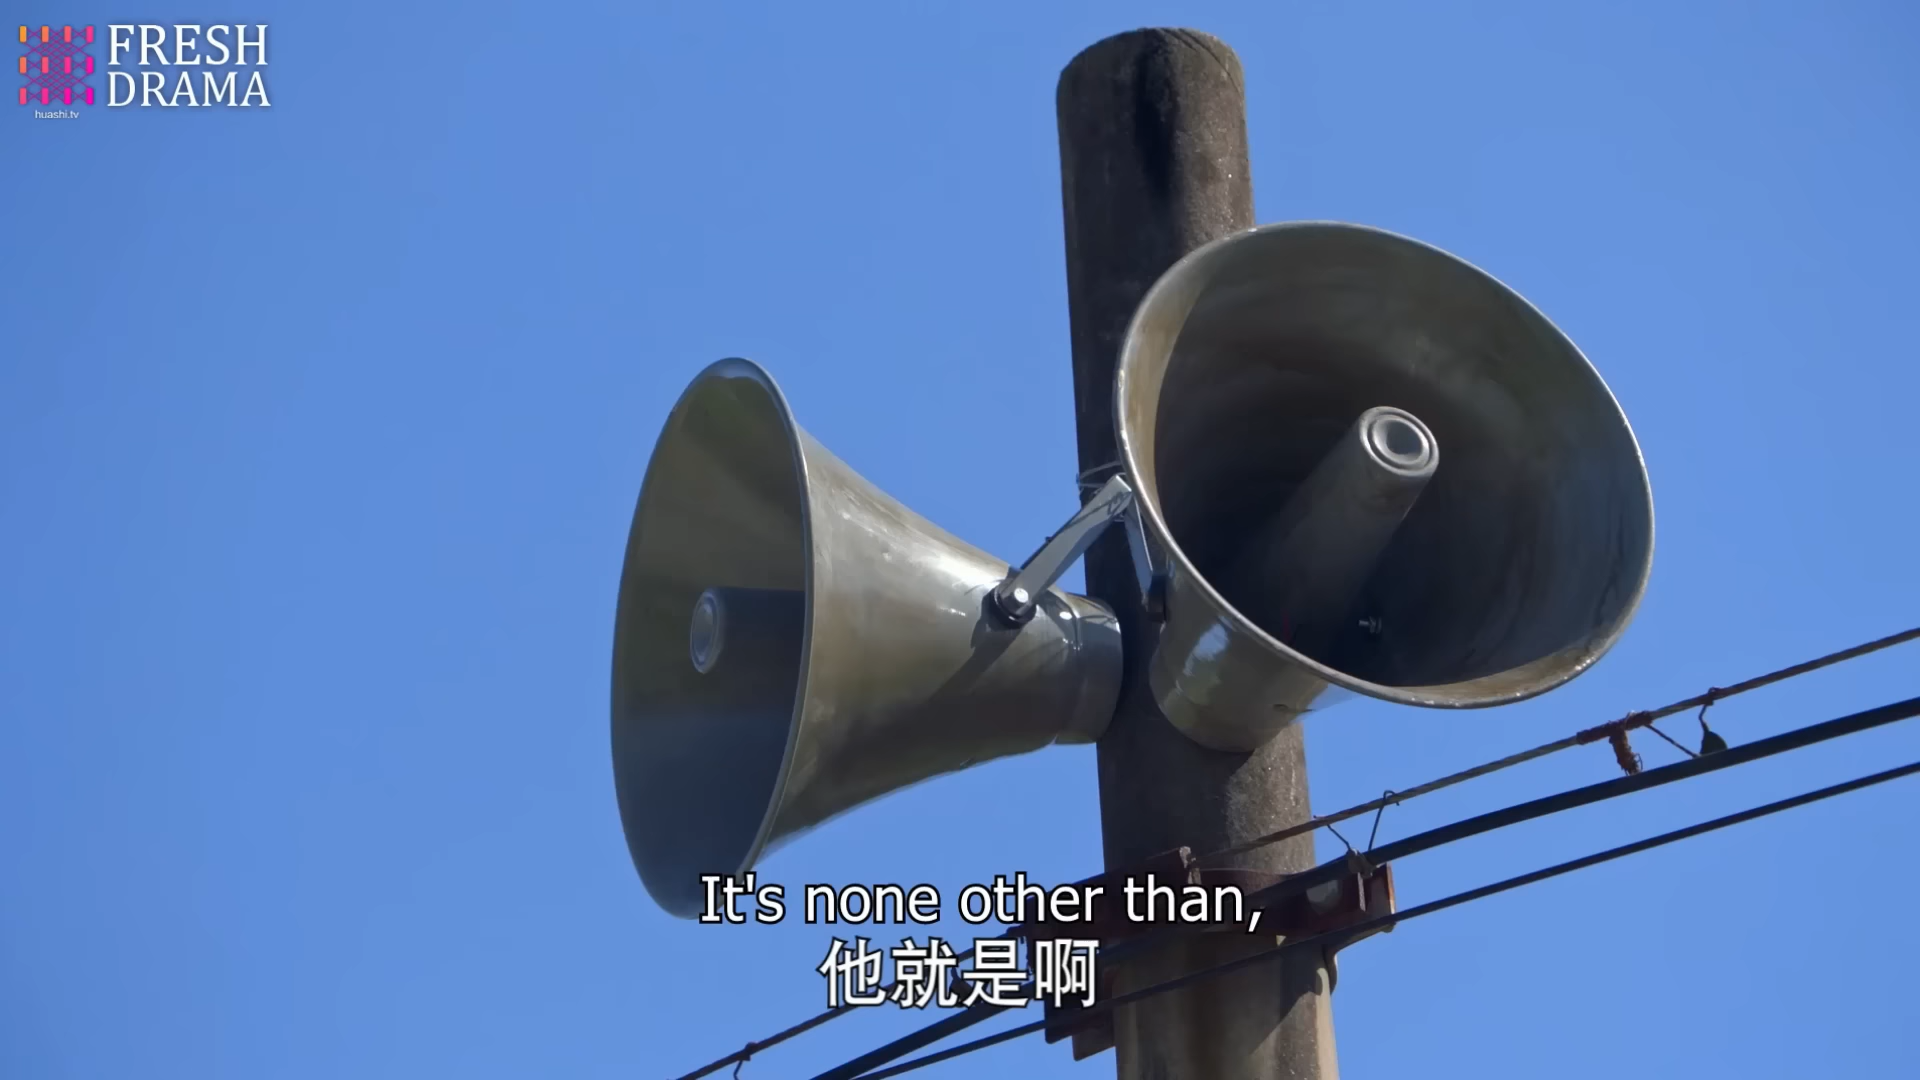 FRESH
DRAMA
huashi.tv
It's none other than,
他就是啊